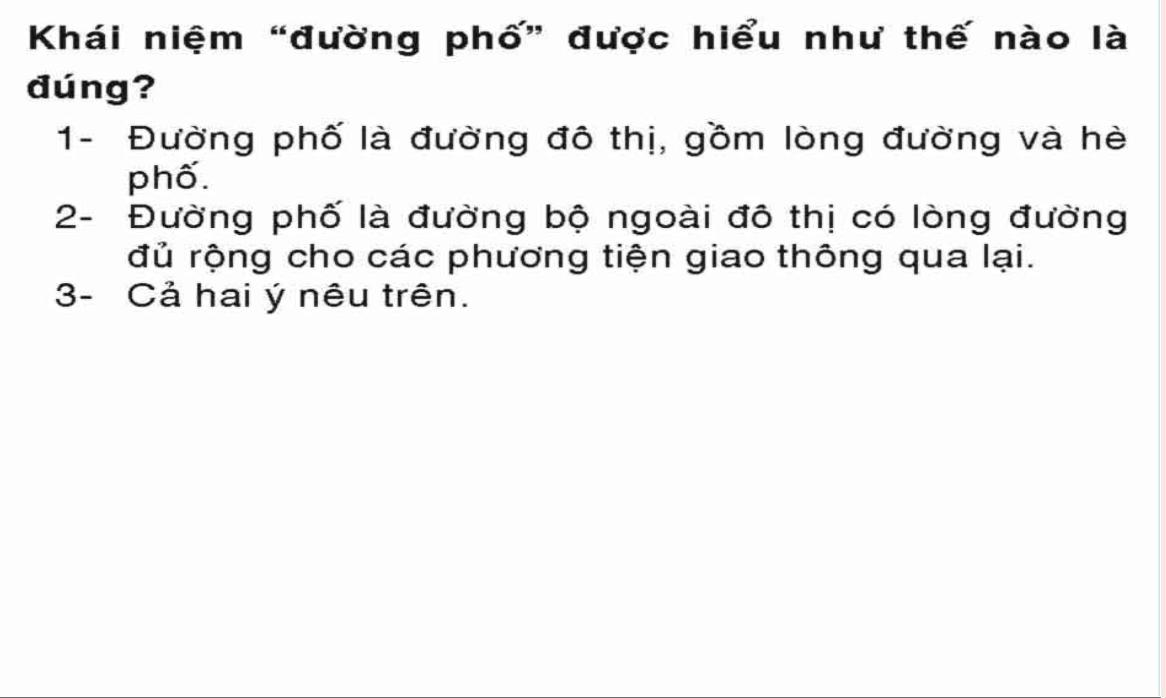 Khái niệm “đường phố” được hiểu như thế nào là
đúng?
1- Đường phố là đường đô thị, gồm lòng đường và hè
phố.
2- Đường phố là đường bộ ngoài đô thị có lòng đường
đủ rộng cho các phương tiện giao thông qua lại.
3- Cả hai ý nêu trên.